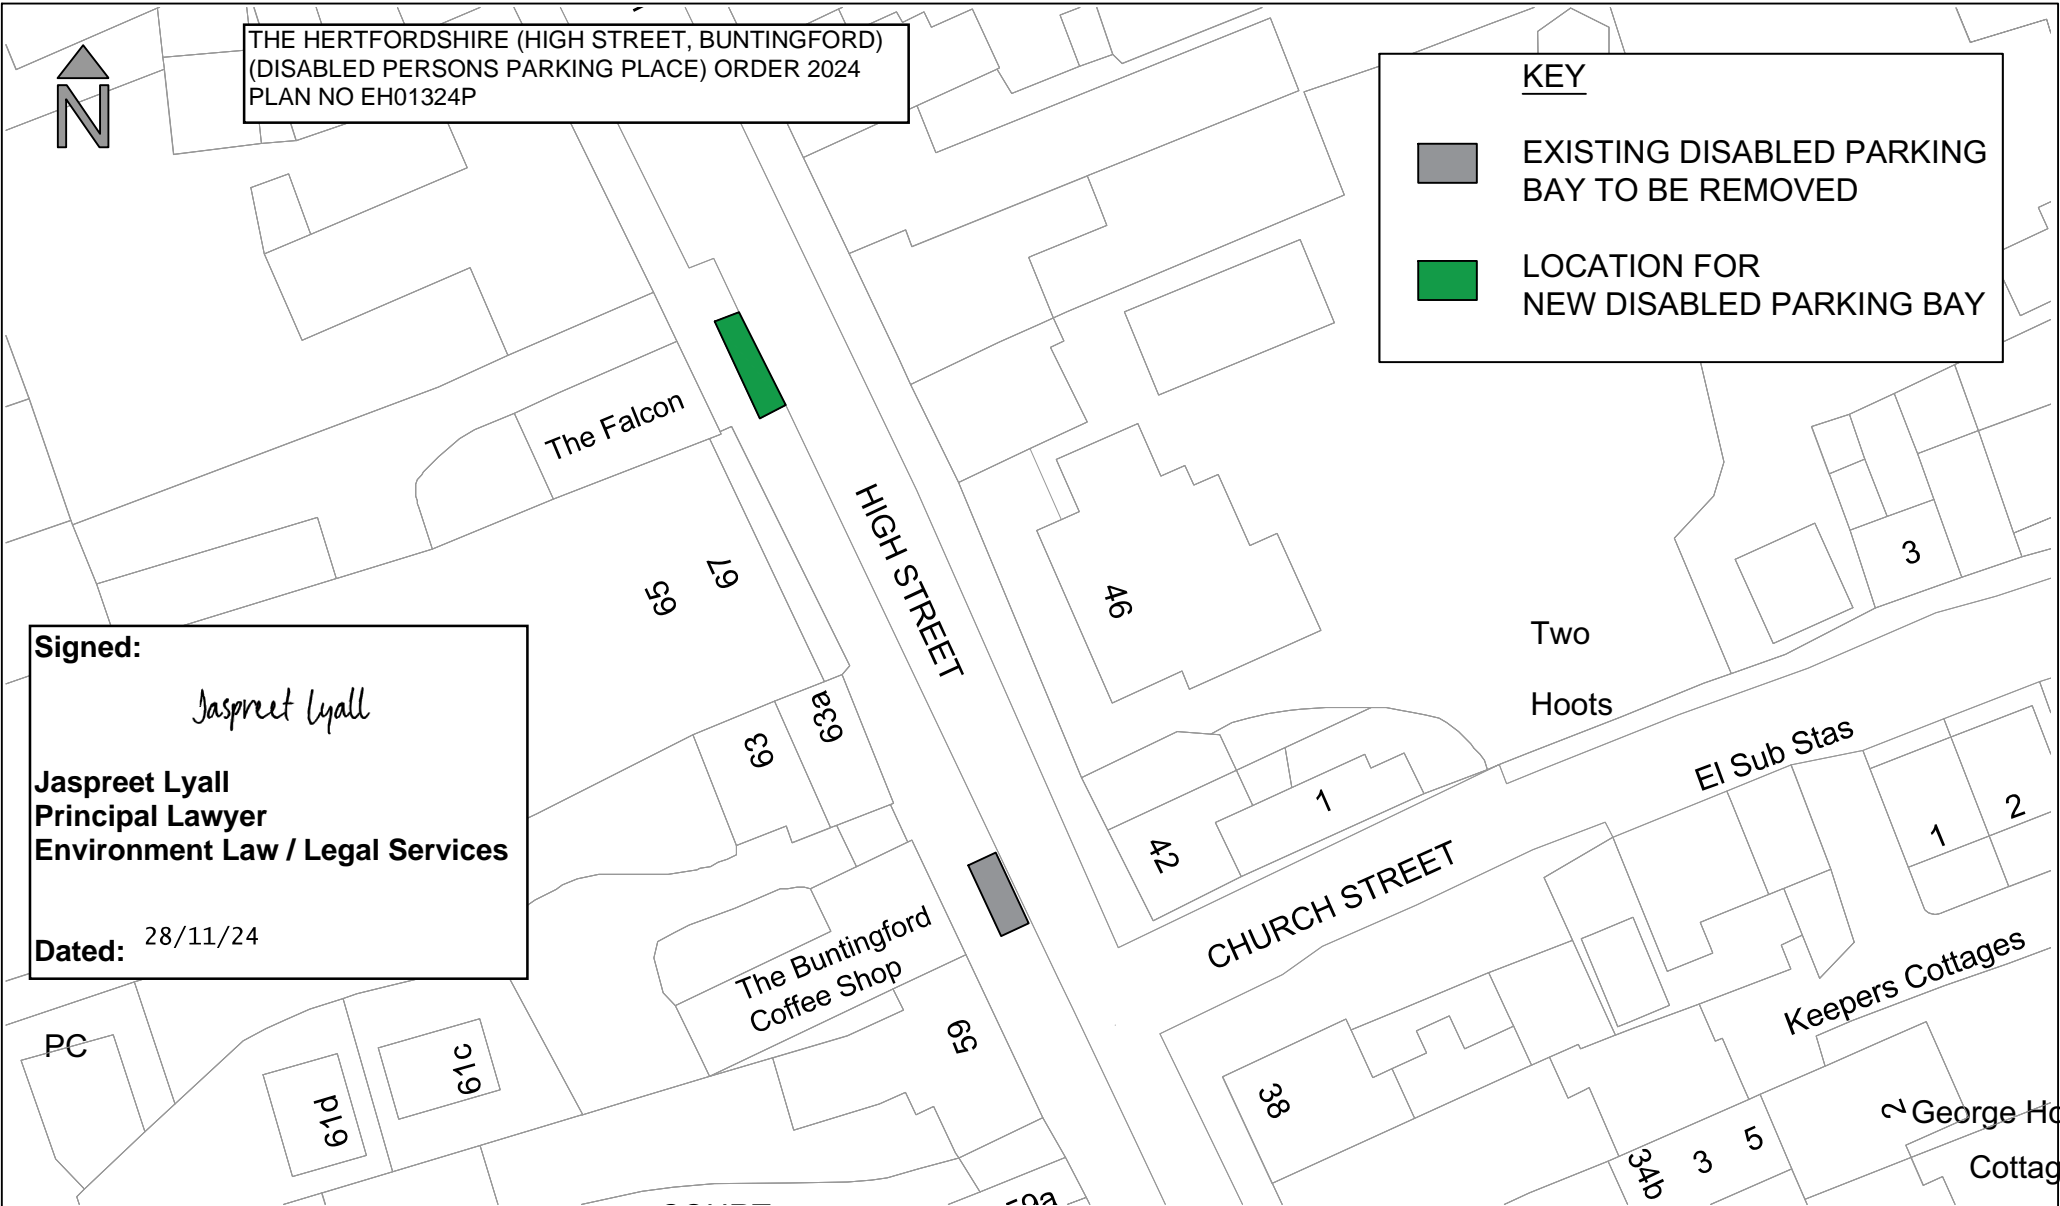 THE HERTFORDSHIRE (HIGH STREET, BUNTINGFORD)
(DISABLED PERSONS PARKING PLACE) ORDER 2024
PLAN NO EH01324P
N
KEY
EXISTING DISABLED PARKING
BAY TO BE REMOVED
LOCATION FOR
NEW DISABLED PARKING BAY
The Falcon
HIGH STREET
67
65
46
3
Two
Hoots
Signed:
Jaspreet Lyall
Jaspreet Lyall
Principal Lawyer
Environment Law / Legal Services
Dated: 28/11/24
63a
63
El Sub Stas
1
42
CHURCH STREET
1
2
The Buntingford
Coffee Shop
59
Keepers Cottages
PC
61c
61d
38
2
George Ho
Cottag
34b
3
5
59a